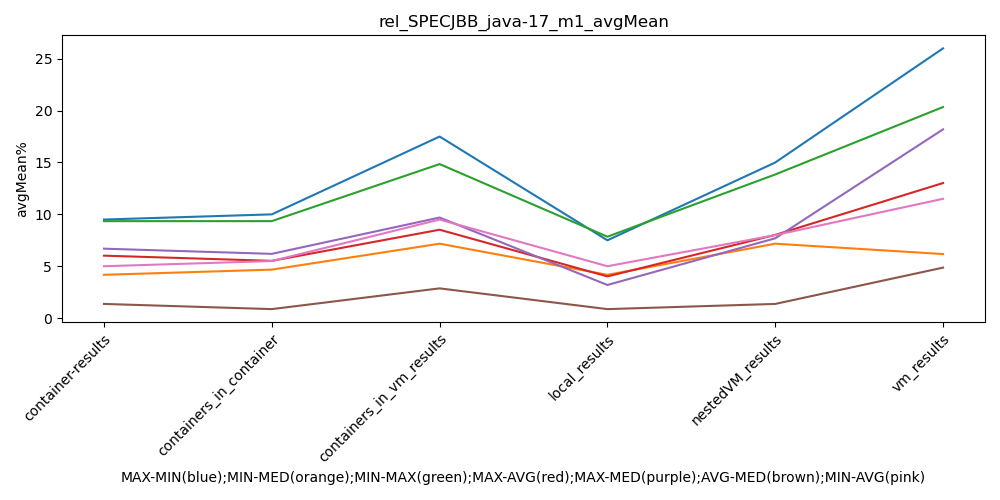 rel_SPECJBB_java-17_m1_avgMean
avgMean%
25
20
15
10
5
0
container-results
containers_in_container
containers_in_vm_results
local_results
nestedVM_results
vm_results
MAX-MIN(blue);MIN-MED(orange);MIN-MAX(green);MAX-AVG(red);MAX-MED(purple);AVG-MED(brown);MIN-AVG(pink)